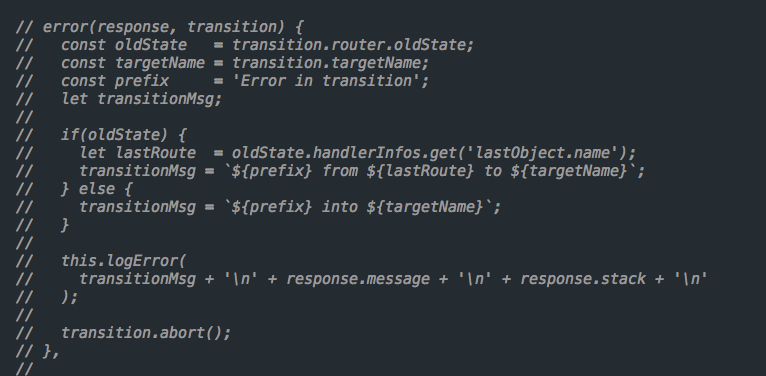 // error(response, transition) {
//   const oldState   = transition.router.oldState;
//   const targetName = transition.targetName;
//   const prefix     = 'Error in transition';
//   let transitionMsg;
//
//   if(oldState) {
//     let lastRoute  = oldState.handlerInfos.get('lastObject.name');
//     transitionMsg = `${prefix} from ${lastRoute} to ${targetName}`;
//   } else {
//     transitionMsg = `${prefix} into ${targetName}`;
//   }
//
//   this.logError(
//     transitionMsg + '\n' + response.message + '\n' + response.stack + '\n'
//   );
//
//   transition.abort();
// },
//